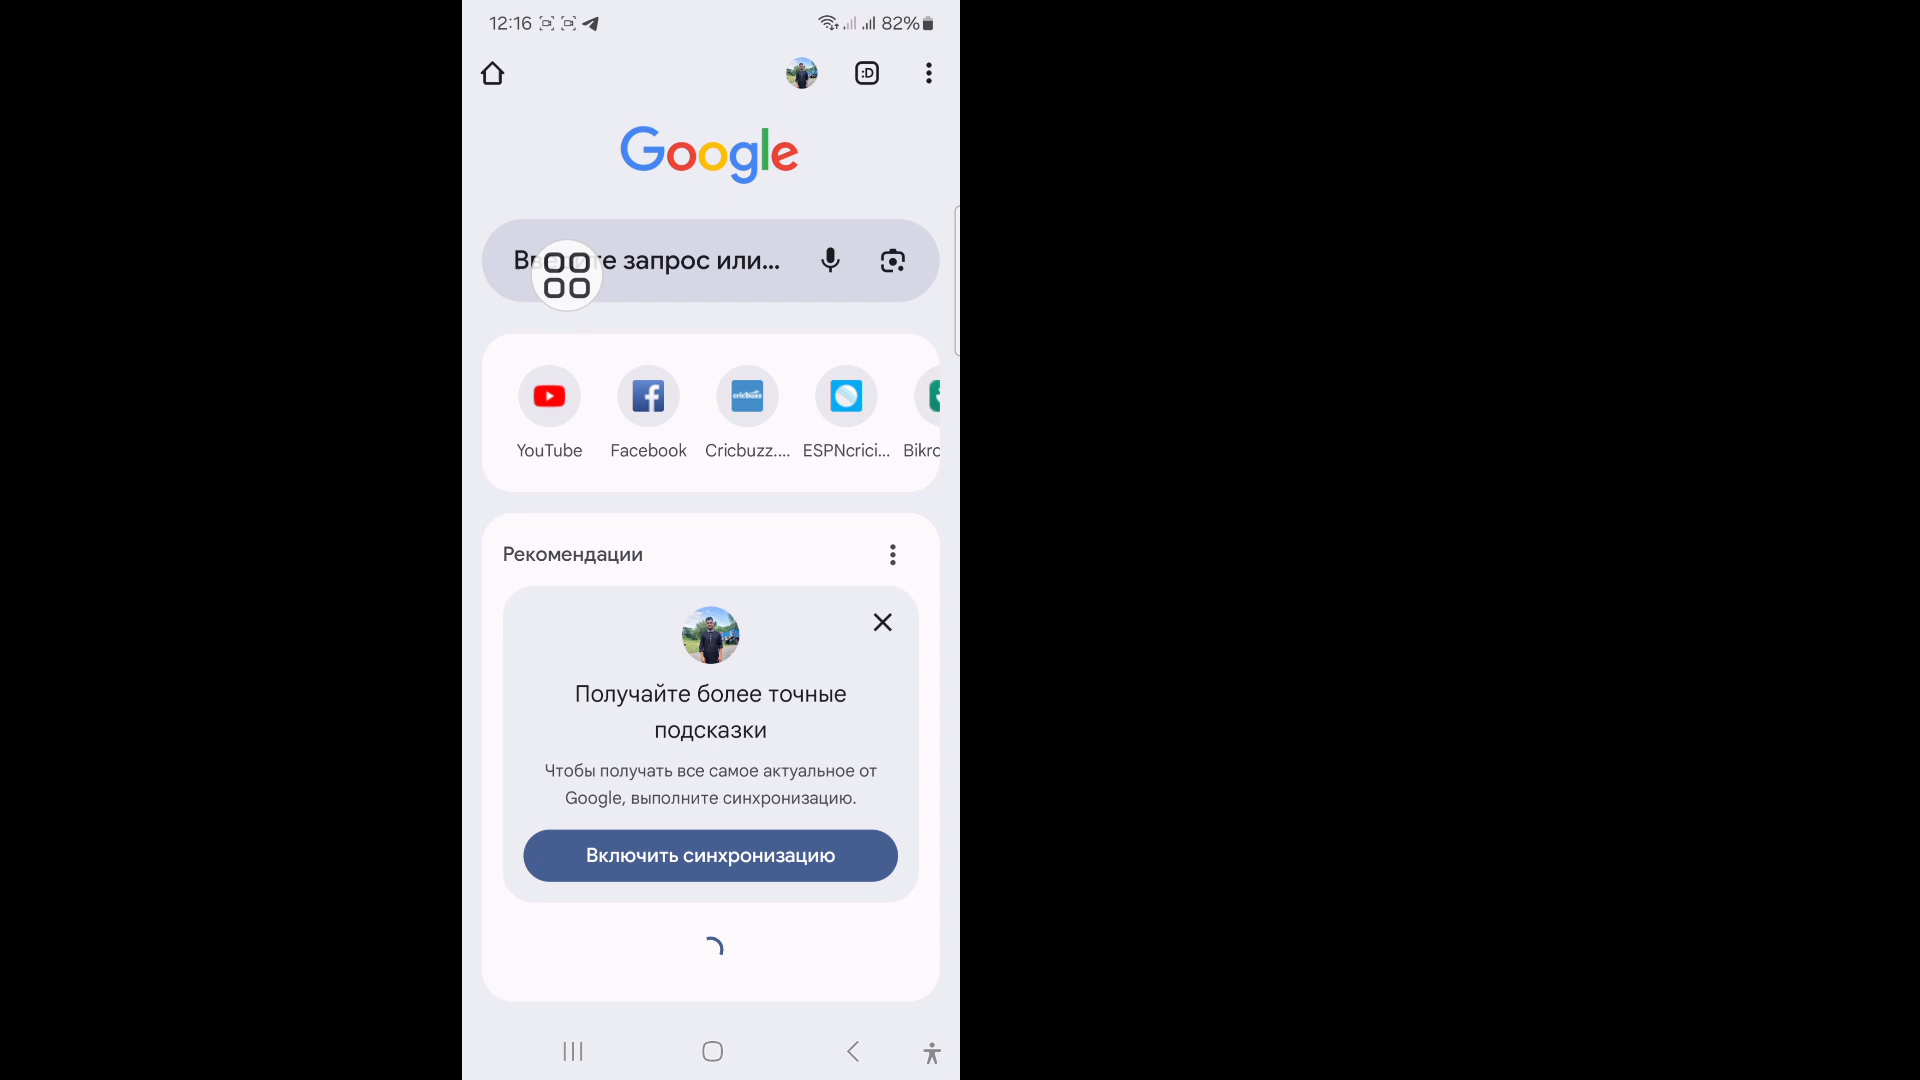 12:16
82%
:D
Google
запрос или...
YouTube
Facebook
cricbuzz
Cricbuzz....
ESPNcrici...
Bikro
Рекомендации
Получайте более точные
подсказки
Чтобы получать все самое актуальное от
Google, выполните синхронизацию.
Включить синхронизацию